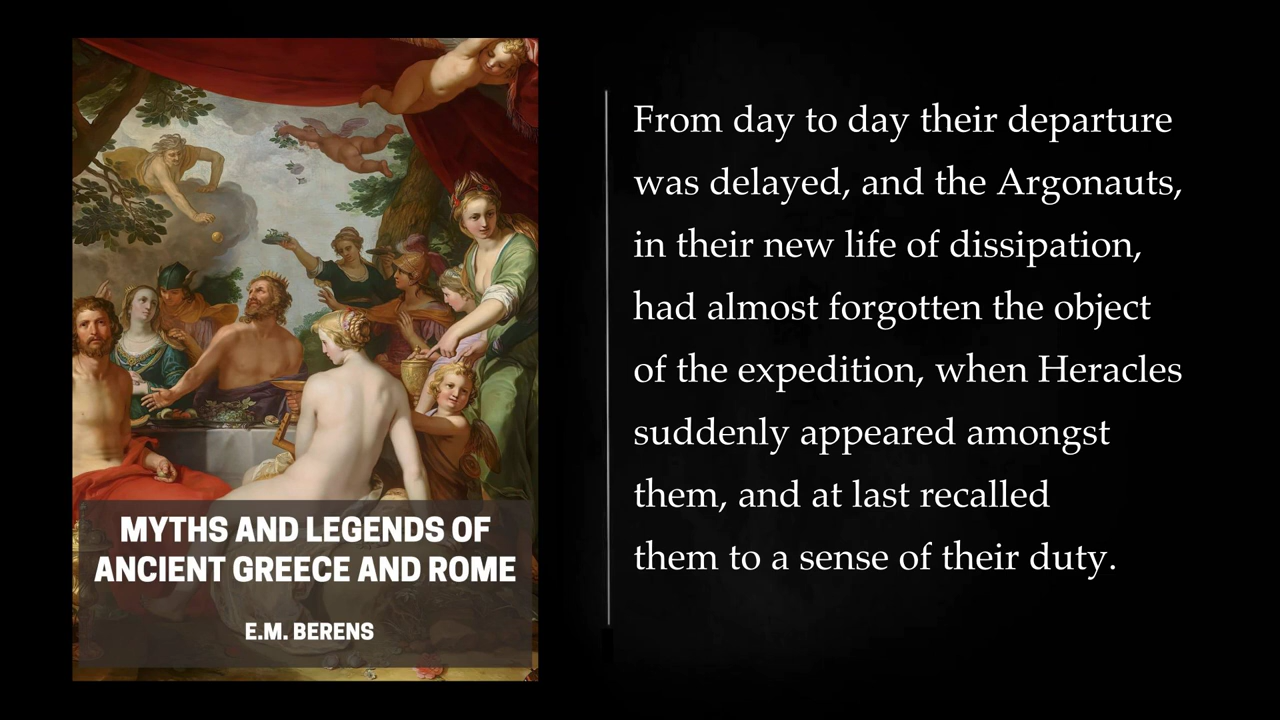 MYTHS AND LEGENDS OF
ANCIENT GREECE AND ROME
E.M. BERENS
From day to day their departure
was delayed, and the Argonauts,
in their new life of dissipation,
had almost forgotten the object
of the expedition, when Heracles
suddenly appeared amongst
them, and at last recalled
them to a sense of their duty.